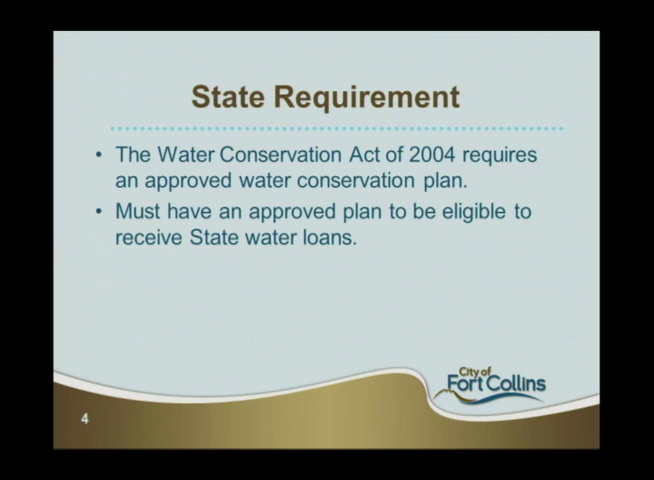 State Requirement
• The Water Conservation Act of 2004 requires
an approved water conservation plan.
• Must have an approved plan to be eligible to
receive State water loans.
City of
Fort Collins
4